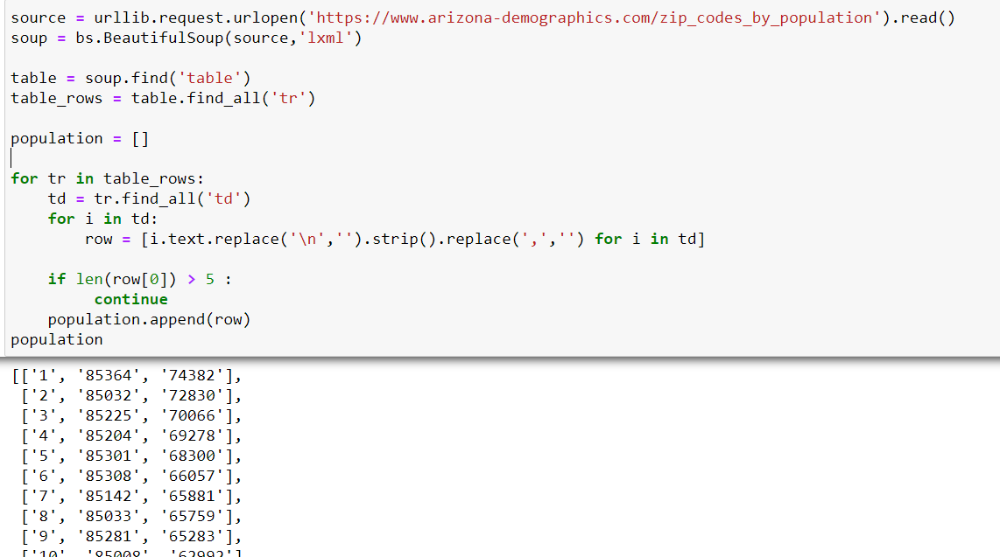 source = urllib.request.urlopen('https://www.arizona-demographics.com/zip_codes_by_population').read()
soup = bs.BeautifulSoup(source,'lxml')
table = soup.find('table')
table_rows = table.find_all('tr')
population = []
for tr in table_rows:
    td = tr.find_all('td')
    for i in td:
        row = [i.text.replace('\n','').strip().replace(',','') for i in td]
    if len(row[0]) > 5 :
         continue
    population.append(row)
population
[['1', '85364', '74382'],
 ['2', '85032', '72830'],
 ['3', '85225', '70066'],
 ['4', '85204', '69278'],
 ['5', '85301', '68300'],
 ['6', '85308', '66057'],
 ['7', '85142', '65881'],
 ['8', '85033', '65759'],
 ['9', '85281', '65283'],
 ['10', '85008', '62992'],